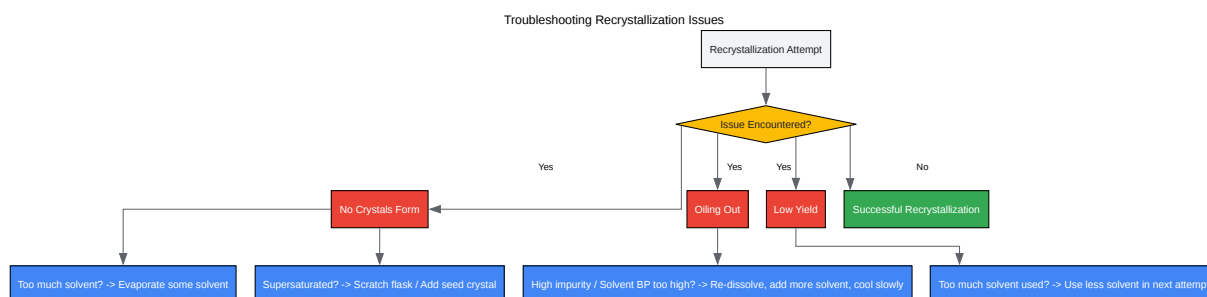 Troubleshooting Recrystallization Issues
Recrystallization Attempt
Issue Encountered?
Yes
Yes
Yes
No
No Crystals Form
Oiling Out
Low Yield
Successful Recrystallization
Too much solvent? -> Evaporate some solvent
Supersaturated? -> Scratch flask / Add seed crystal
High impurity / Solvent BP too high? -> Re-dissolve, add more solvent, cool slowly
Too much solvent used? -> Use less solvent in next attempt